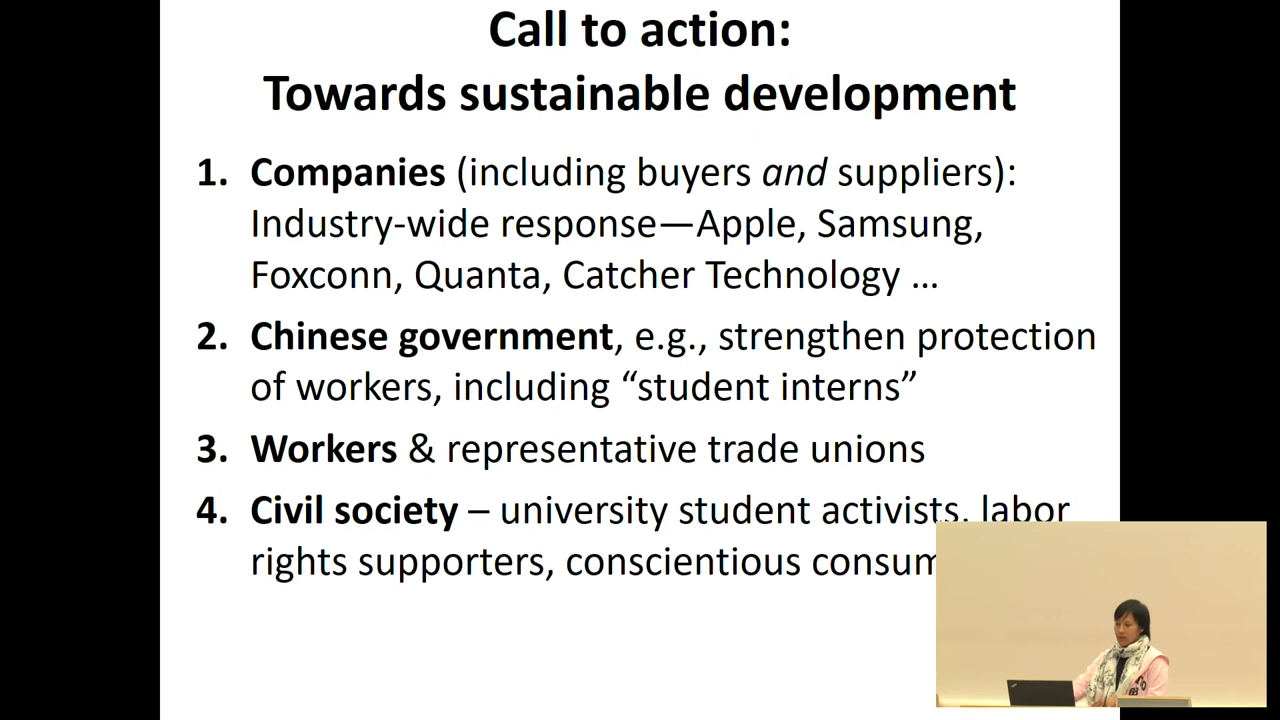 Call to action:
Towards sustainable development
1. Companies (including buyers and suppliers):
Industry-wide response—Apple, Samsung,
Foxconn, Quanta, Catcher Technology ...
2. Chinese government, e.g., strengthen protection
of workers, including “student interns”
3. Workers & representative trade unions
4. Civil society – university student activists, labor
rights supporters, conscientious